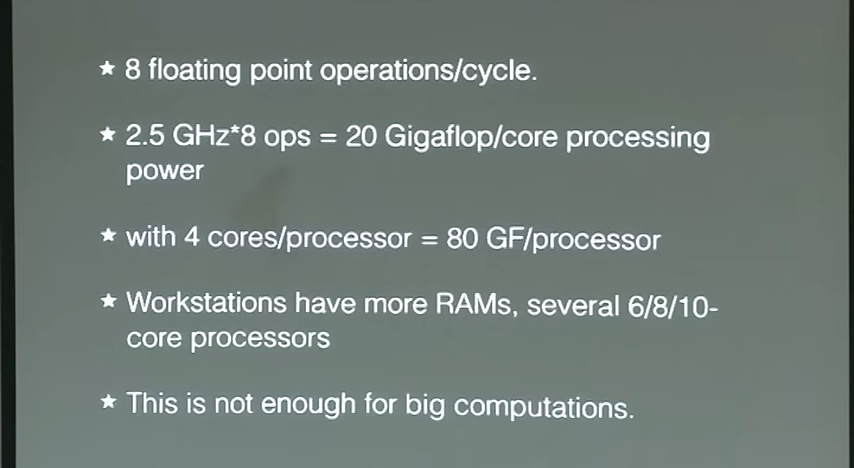 ★ 8 floating point operations/cycle.
★ 2.5 GHz*8 ops = 20 Gigaflop/core processing
power
★ with 4 cores/processor = 80 GF/processor
★ Workstations have more RAMs, several 6/8/10-
core processors
★ This is not enough for big computations.